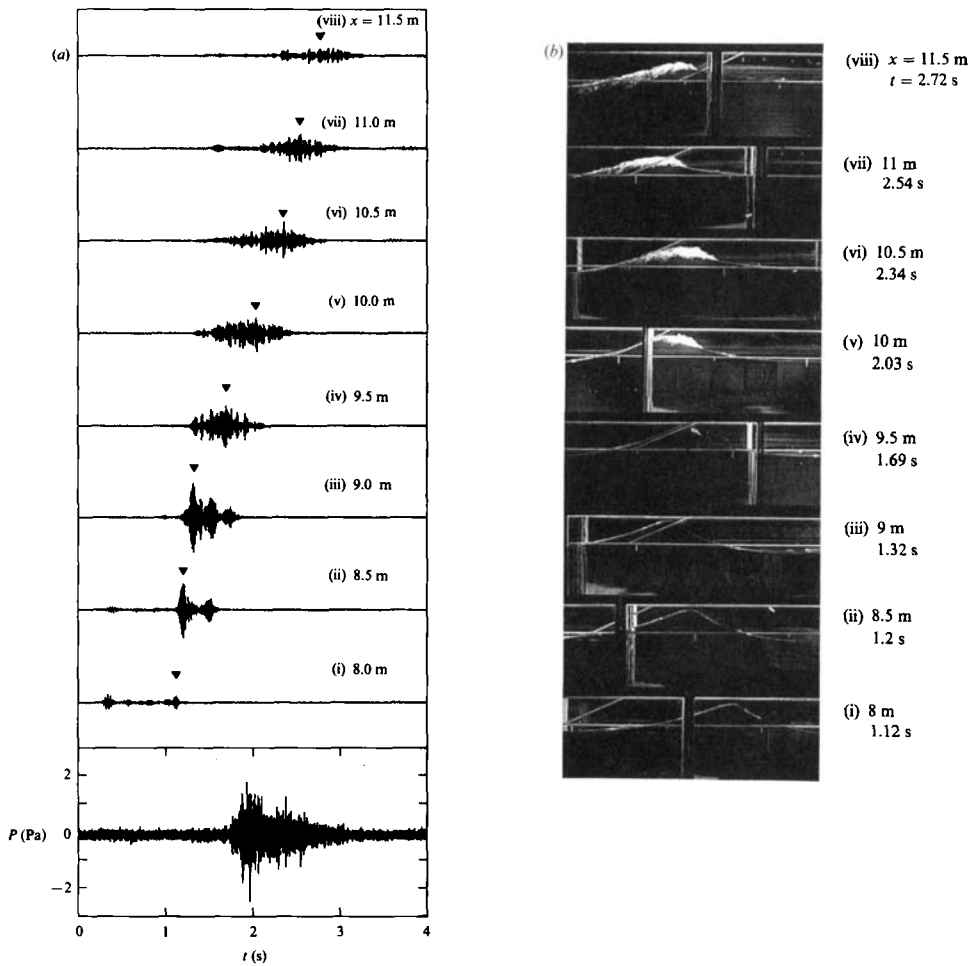 (a)
(viii) x = 11.5 m
(vii) 11.0 m
(vi) 10.5 m
(v) 10.0 m
(iv) 9.5 m
(iii) 9.0 m
(ii) 8.5 m
(i) 8.0 m
2
P (Pa) 0
−2
0 1 2 3 4
t (s)
(b)
(viii) x = 11.5 m
t = 2.72 s
(vii) 11 m
2.54 s
(vi) 10.5 m
2.34 s
(v) 10 m
2.03 s
(iv) 9.5 m
1.69 s
(iii) 9 m
1.32 s
(ii) 8.5 m
1.2 s
(i) 8 m
1.12 s